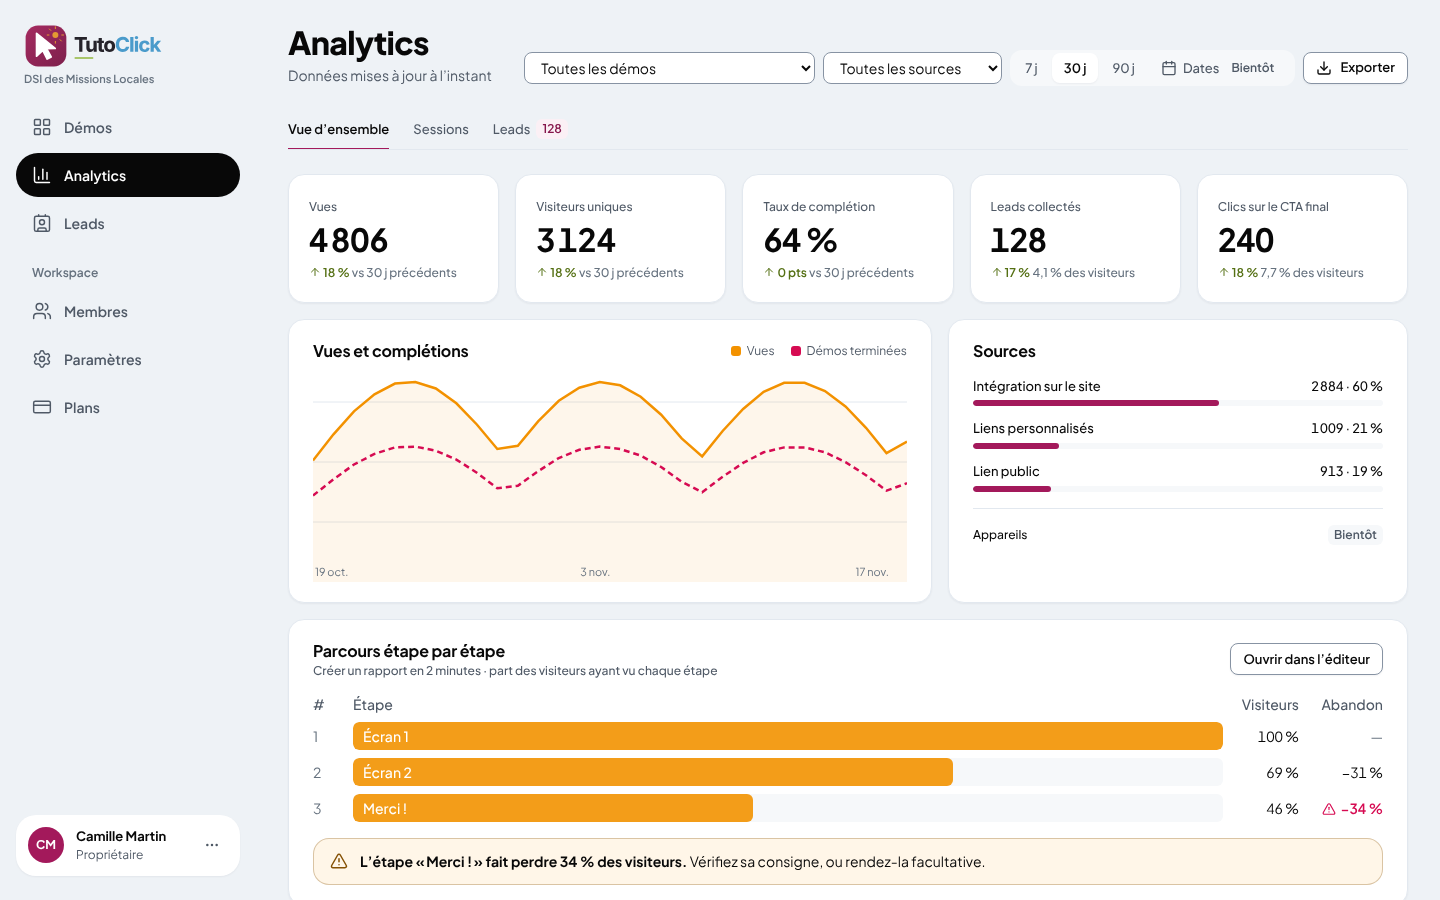 TutoClick
DSI des Missions Locales
Démos
Analytics
Leads
Workspace
Membres
Paramètres
Plans
CM
Camille Martin
Propriétaire
Analytics
Données mises à jour à l’instant
Toutes les démos
Toutes les sources
7 j
30 j
90 j
Dates Bientôt
Exporter
Vue d’ensemble
Sessions
Leads 128
Vues
4 806
↑ 18 % vs 30 j précédents
Visiteurs uniques
3 124
↑ 18 % vs 30 j précédents
Taux de complétion
64 %
↑ 0 pts vs 30 j précédents
Leads collectés
128
↑ 17 % 4,1 % des visiteurs
Clics sur le CTA final
240
↑ 18 % 7,7 % des visiteurs
Vues et complétions
Vues
Démos terminées
19 oct.
3 nov.
17 nov.
Sources
Intégration sur le site 2 884 · 60 %
Liens personnalisés 1 009 · 21 %
Lien public 913 · 19 %
Appareils Bientôt
Parcours étape par étape
Créer un rapport en 2 minutes · part des visiteurs ayant vu chaque étape
Ouvrir dans l’éditeur
# Étape Visiteurs Abandon
1 Écran 1 100 % —
2 Écran 2 69 % −31 %
3 Merci ! 46 % −34 %
L’étape « Merci ! » fait perdre 34 % des visiteurs. Vérifiez sa consigne, ou rendez-la facultative.